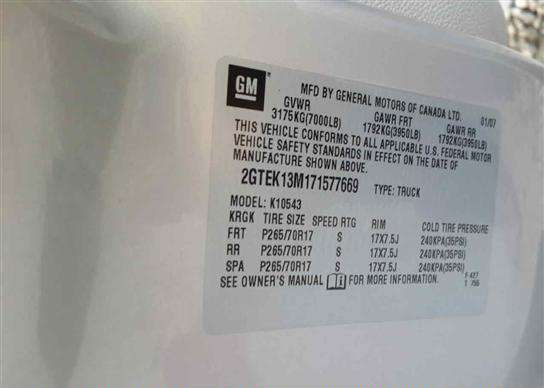 GM
MFD BY GENERAL MOTORS OF CANADA LTD. 01/07
GVWR GAWR FRT GAWR RR
3175KG(7000LB) 1792KG(3950LB) 1792KG(3950LB)
THIS VEHICLE CONFORMS TO ALL APPLICABLE U.S. FEDERAL MOTOR
VEHICLE SAFETY STANDARDS IN EFFECT ON THE DATE OF
MANUFACTURE SHOWN ABOVE.
2GTEK13M171577669 TYPE: TRUCK
MODEL: K10543
KRGK TIRE SIZE SPEED RTG RIM COLD TIRE PRESSURE
FRT P265/70R17 S 17X7.5J 240KPA(35PSI)
RR P265/70R17 S 17X7.5J 240KPA(35PSI)
SPA P265/70R17 S 17X7.5J 240KPA(35PSI)
SEE OWNER'S MANUAL FOR MORE INFORMATION.